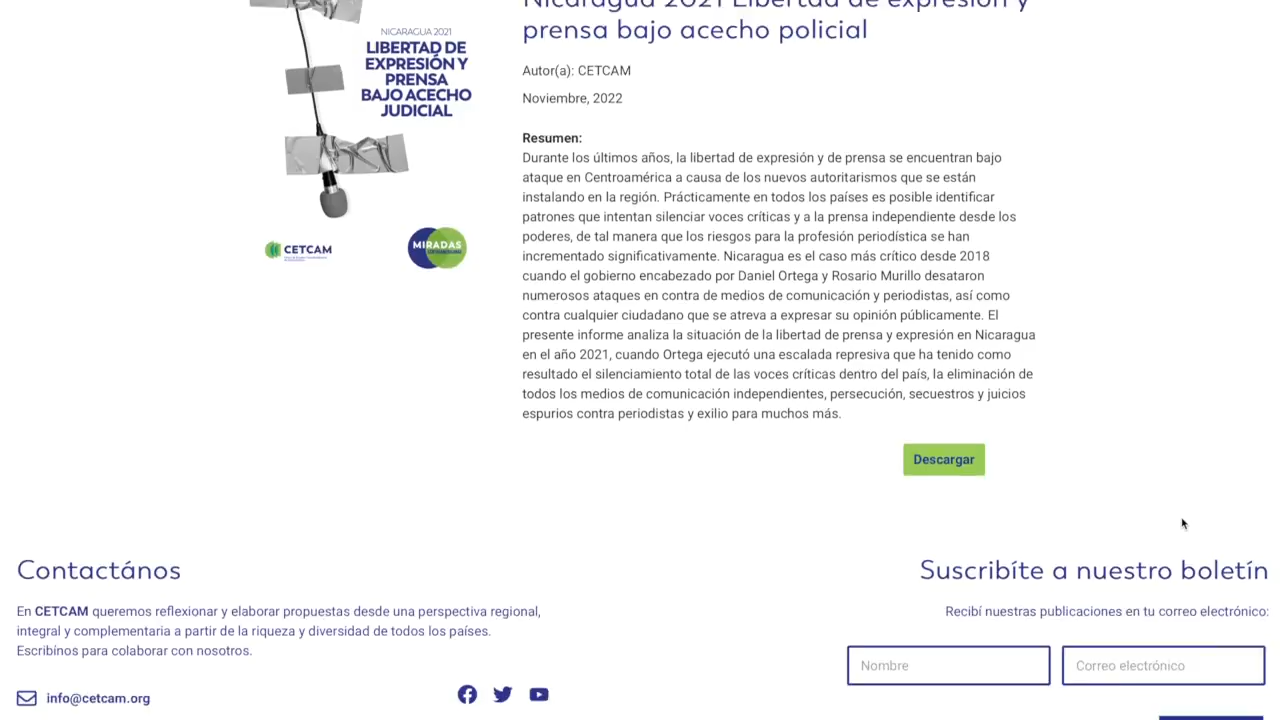 Nicaragua 2021 Libertad de expresión y
prensa bajo acecho policial
NICARAGUA 2021
LIBERTAD DE
EXPRESIÓN Y
PRENSA
BAJO ACECHO
JUDICIAL
CETCAM
MIRADAS
Autor(a): CETCAM
Noviembre, 2022
Resumen:
Durante los últimos años, la libertad de expresión y de prensa se encuentran bajo
ataque en Centroamérica a causa de los nuevos autoritarismos que se están
instalando en la región. Prácticamente en todos los países es posible identificar
patrones que intentan silenciar voces críticas y a la prensa independiente desde los
poderes, de tal manera que los riesgos para la profesión periodística se han
incrementado significativamente. Nicaragua es el caso más crítico desde 2018
cuando el gobierno encabezado por Daniel Ortega y Rosario Murillo desataron
numerosos ataques en contra de medios de comunicación y periodistas, así como
contra cualquier ciudadano que se atreva a expresar su opinión públicamente. El
presente informe analiza la situación de la libertad de prensa y expresión en Nicaragua
en el año 2021, cuando Ortega ejecutó una escalada represiva que ha tenido como
resultado el silenciamiento total de las voces críticas dentro del país, la eliminación de
todos los medios de comunicación independientes, persecución, secuestros y juicios
espurios contra periodistas y exilio para muchos más.
Descargar
Contactános
En CETCAM queremos reflexionar y elaborar propuestas desde una perspectiva regional,
integral y complementaria a partir de la riqueza y diversidad de todos los países.
Escribínos para colaborar con nosotros.
info@cetcam.org
Suscribíte a nuestro boletín
Recibí nuestras publicaciones en tu correo electrónico:
Nombre
Correo electrónico